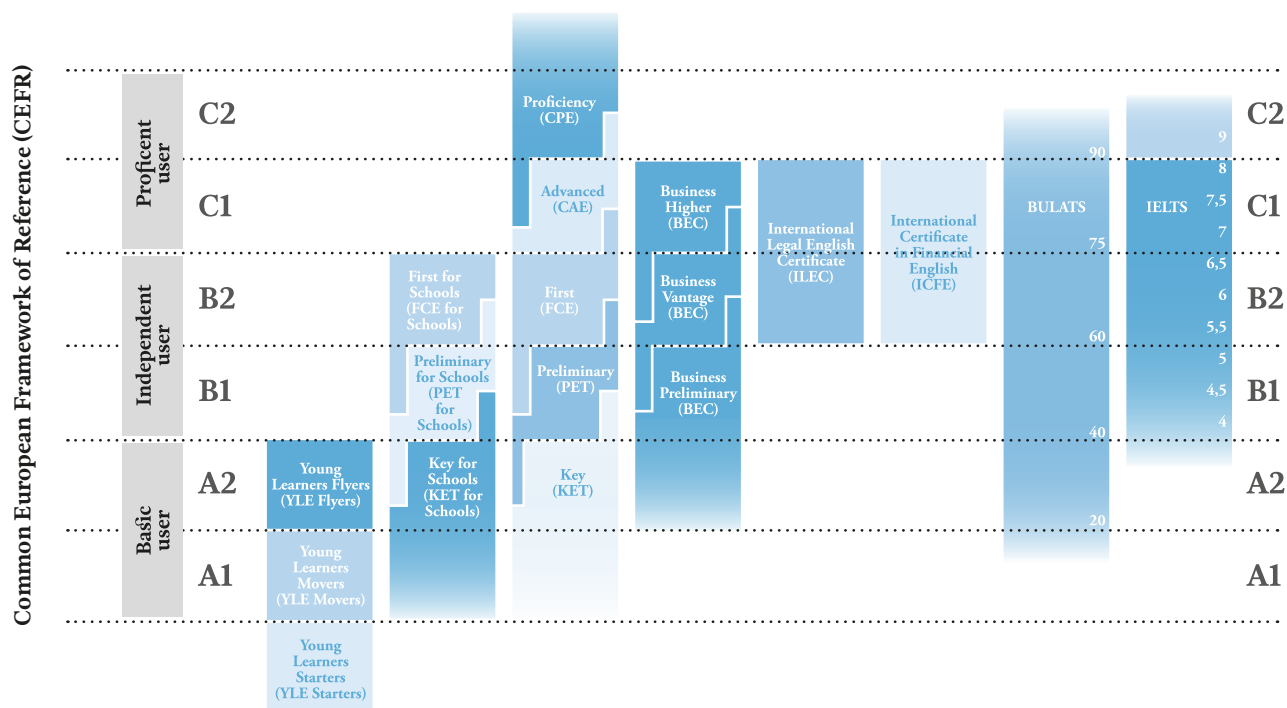 Common European Framework of Reference (CEFR)
Proficent
user
Independent
user
Basic
user
C2
C1
B2
B1
A2
A1
Young
Learners Flyers
(YLE Flyers)
Young
Learners
Movers
(YLE Movers)
Young
Learners
Starters
(YLE Starters)
First for
Schools
(FCE for
Schools)
Preliminary
for Schools
(PET
for
Schools)
Key for
Schools
(KET for
Schools)
Proficiency
(CPE)
Advanced
(CAE)
First
(FCE)
Preliminary
(PET)
Key
(KET)
Business
Higher
(BEC)
Business
Vantage
(BEC)
Business
Preliminary
(BEC)
International
Legal English
Certificate
(ILEC)
International
Certificate
in Financial
English
(ICFE)
BULATS
90
75
60
40
20
IELTS
9
8
7,5
7
6,5
6
5,5
5
4,5
4
C2
C1
B2
B1
A2
A1